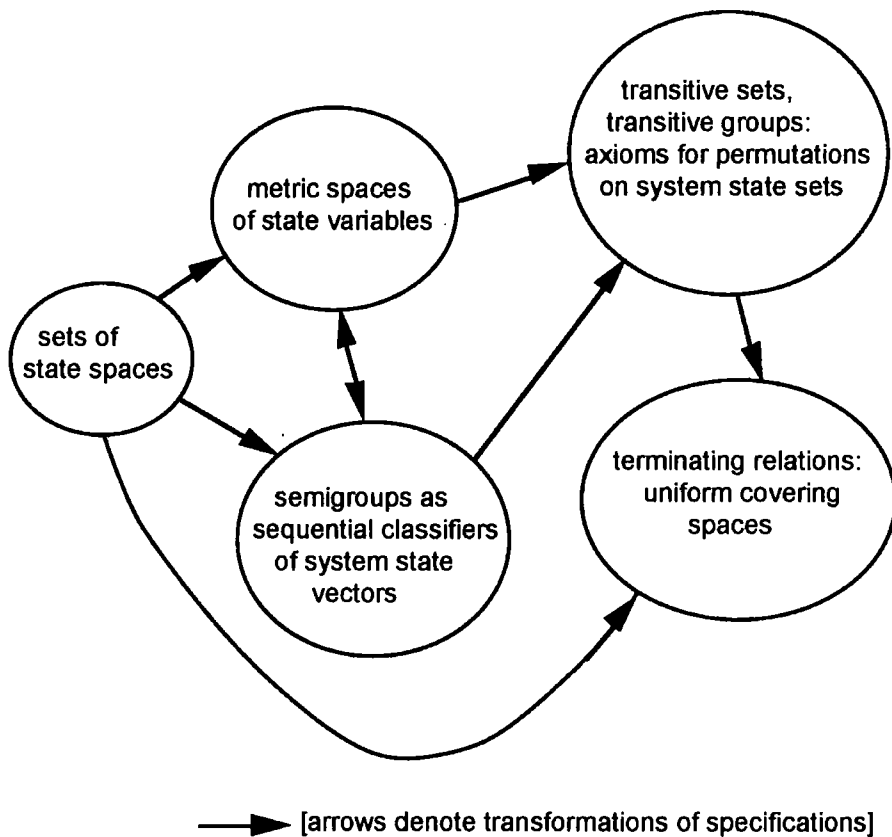 transitive sets,
transitive groups:
axioms for permutations
on system state sets
metric spaces
of state variables
sets of
state spaces
terminating relations:
uniform covering
spaces
semigroups as
sequential classifiers
of system state
vectors
[arrows denote transformations of specifications]